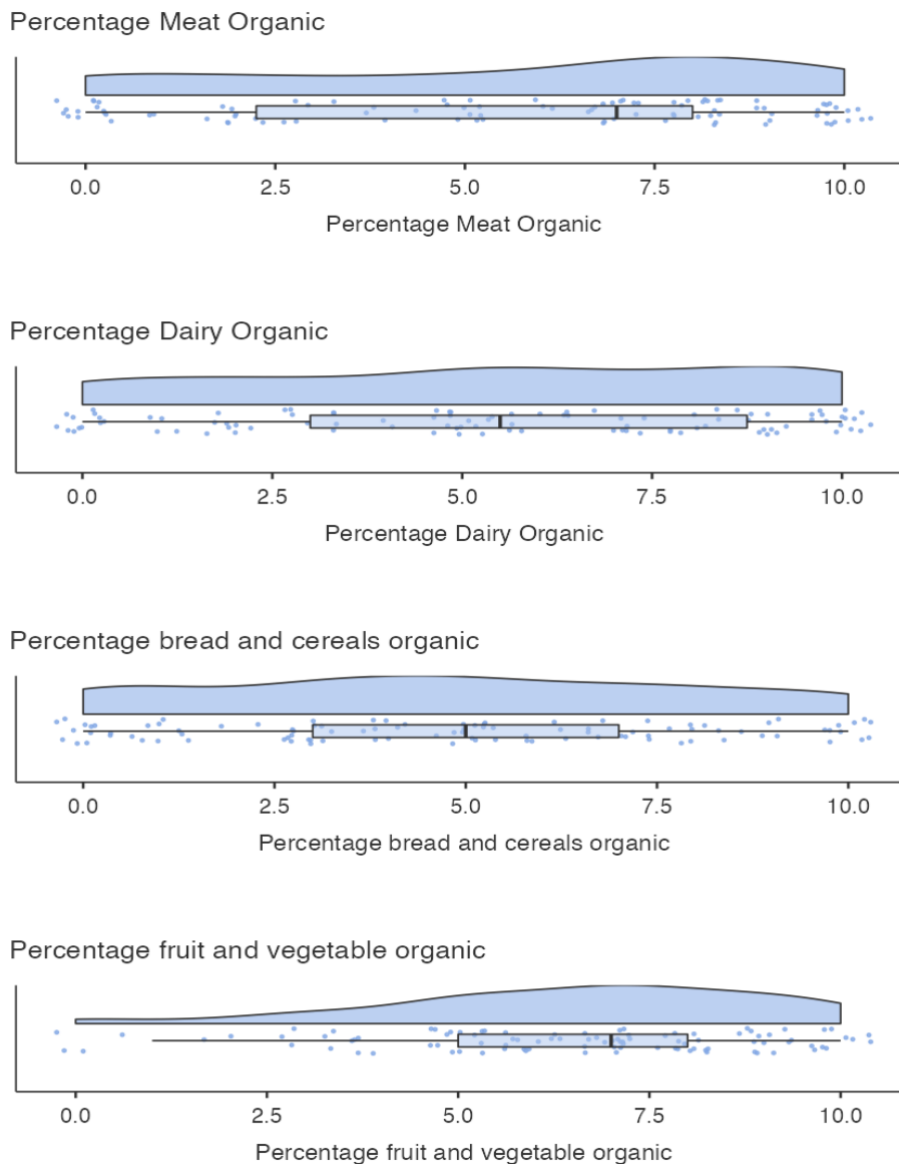 Percentage Meat Organic
0.0 2.5 5.0 7.5 10.0
Percentage Meat Organic
Percentage Dairy Organic
0.0 2.5 5.0 7.5 10.0
Percentage Dairy Organic
Percentage bread and cereals organic
0.0 2.5 5.0 7.5 10.0
Percentage bread and cereals organic
Percentage fruit and vegetable organic
0.0 2.5 5.0 7.5 10.0
Percentage fruit and vegetable organic